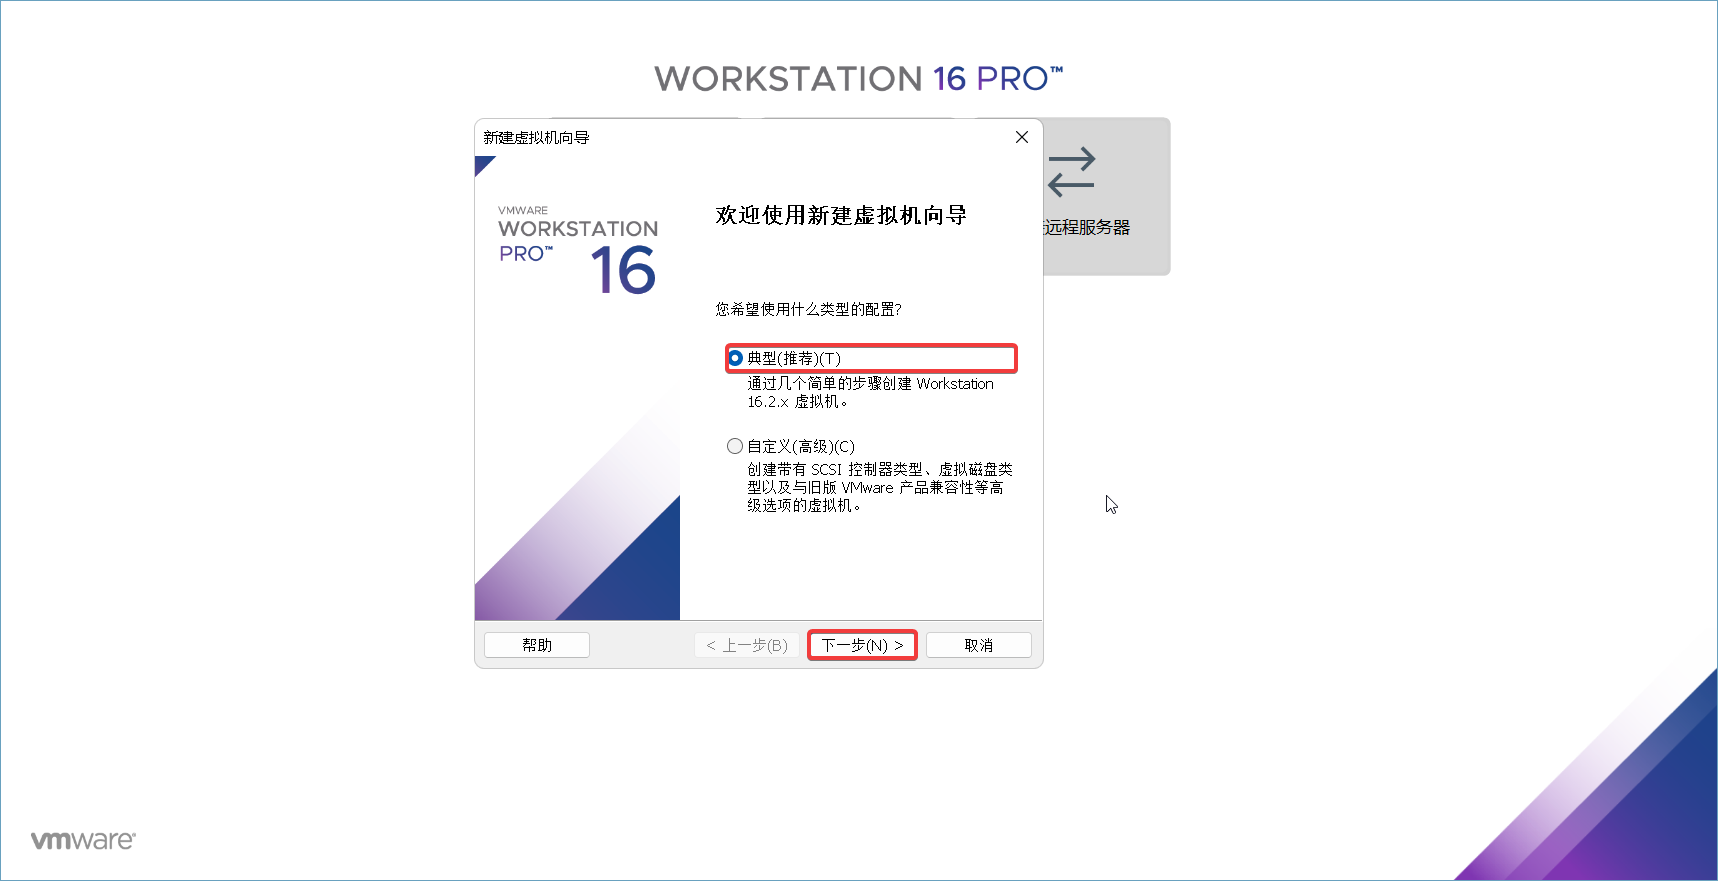 WORKSTATION 16 PRO™
新建虚拟机向导
VMWARE
WORKSTATION
PRO™ 16
欢迎使用新建虚拟机向导
远程服务器
您希望使用什么类型的配置?
典型(推荐)(T)
通过几个简单的步骤创建 Workstation
16.2.x 虚拟机。
自定义(高级)(C)
创建带有 SCSI 控制器类型、虚拟磁盘类
型以及与旧版 VMware 产品兼容性等高
级选项的虚拟机。
帮助
< 上一步(B)
下一步(N) >
取消
vmware®